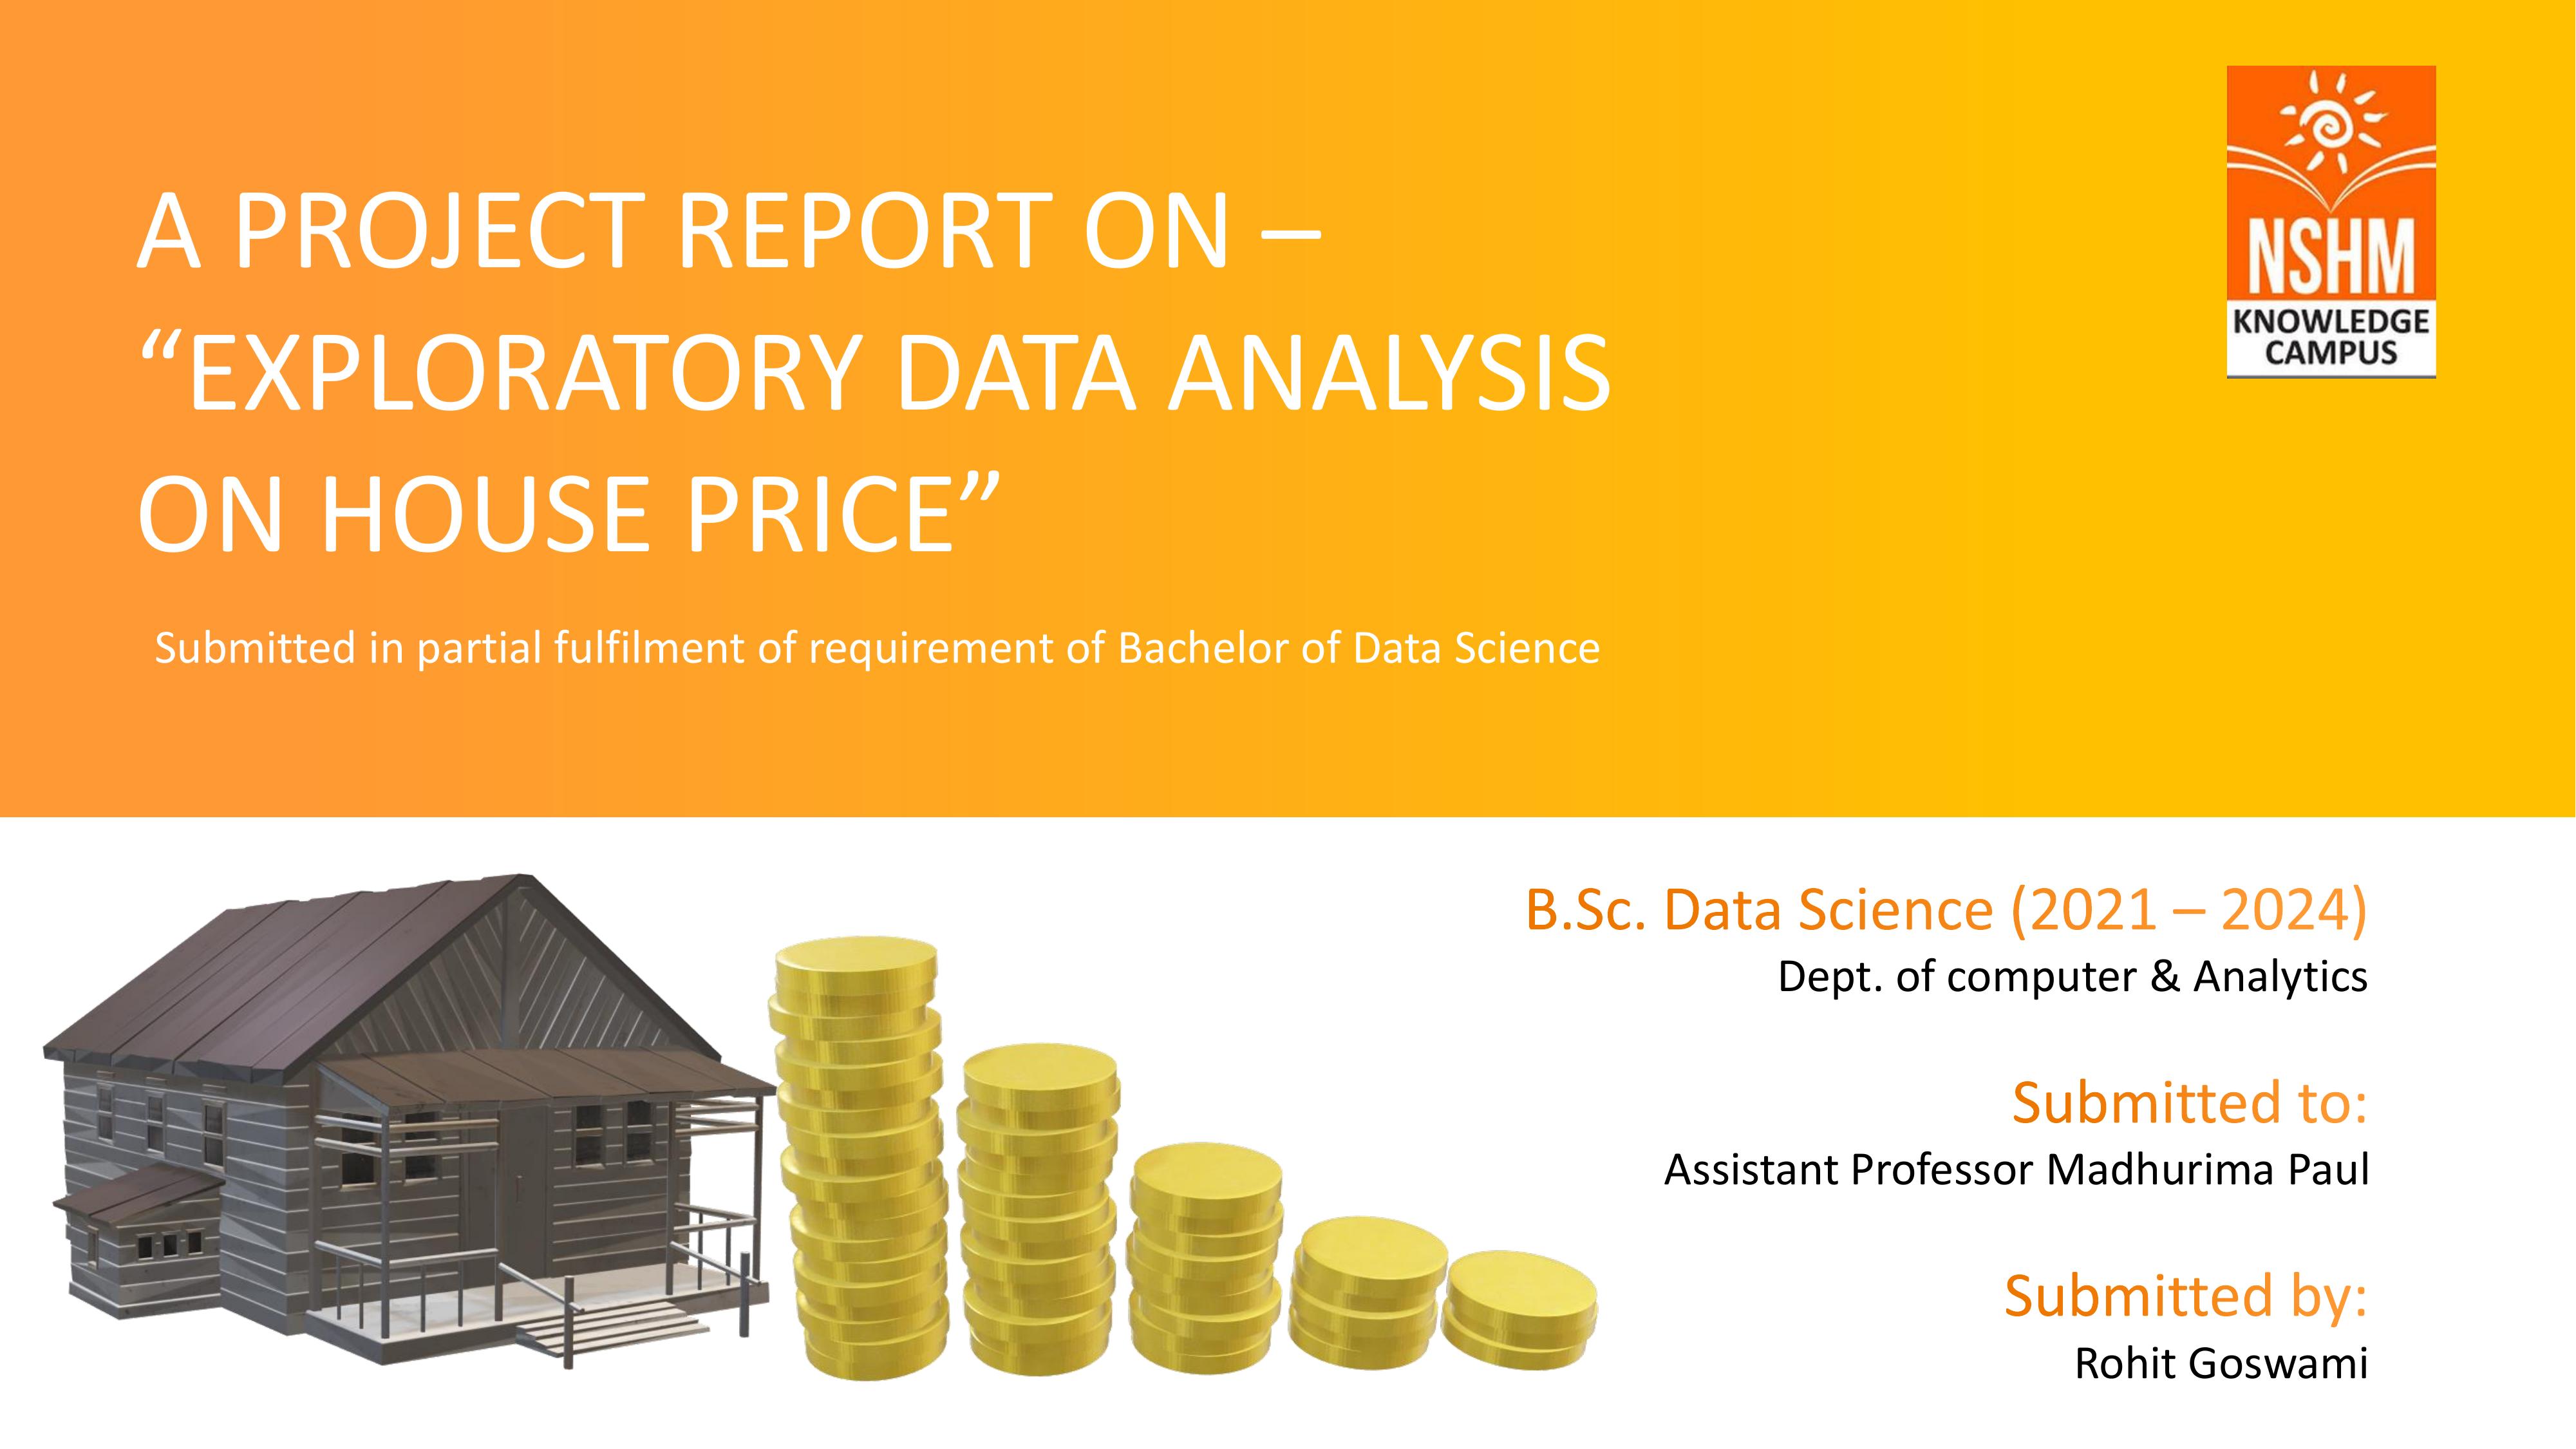 A PROJECT REPORT ON –
“EXPLORATORY DATA ANALYSIS
ON HOUSE PRICE”
Submitted in partial fulfilment of requirement of Bachelor of Data Science
NSHM
KNOWLEDGE
CAMPUS
B.Sc. Data Science (2021 – 2024)
Dept. of computer & Analytics
Submitted to:
Assistant Professor Madhurima Paul
Submitted by:
Rohit Goswami